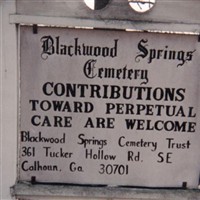 Blackwood Springs
Cemetery
CONTRIBUTIONS
TOWARD PERPETUAL
CARE ARE WELCOME
Blackwood Springs Cemetery Trust
361 Tucker Hollow Rd. SE
Calhoun, Ga. 30701